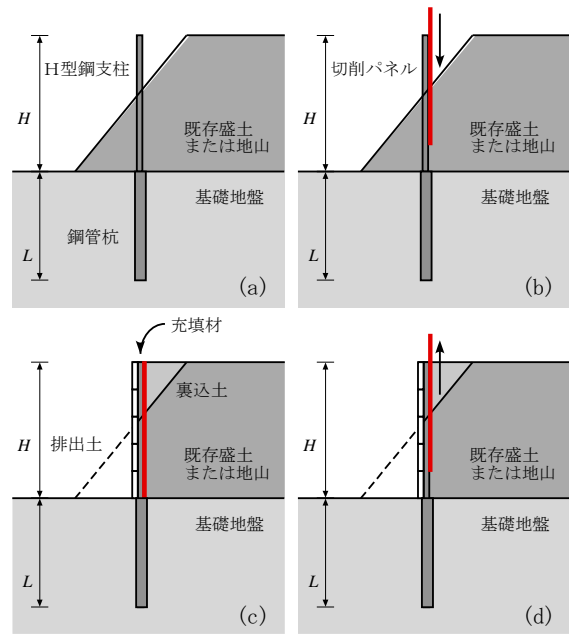 H型鋼支柱
H
既存盛土
または地山
基礎地盤
鋼管杭
L
(a)
切削パネル
H
既存盛土
または地山
基礎地盤
L
(b)
充填材
裏込土
排出土
H
既存盛土
または地山
基礎地盤
L
(c)
H
既存盛土
または地山
基礎地盤
L
(d)